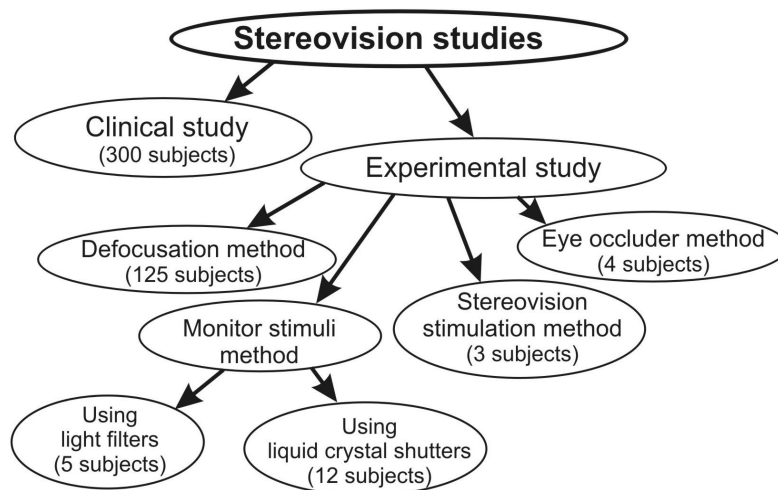 Stereovision studies
Clinical study
(300 subjects)
Experimental study
Defocusation method
(125 subjects)
Eye occluder method
(4 subjects)
Monitor stimuli
method
Stereovision
stimulation method
(3 subjects)
Using
light filters
(5 subjects)
Using
liquid crystal shutters
(12 subjects)